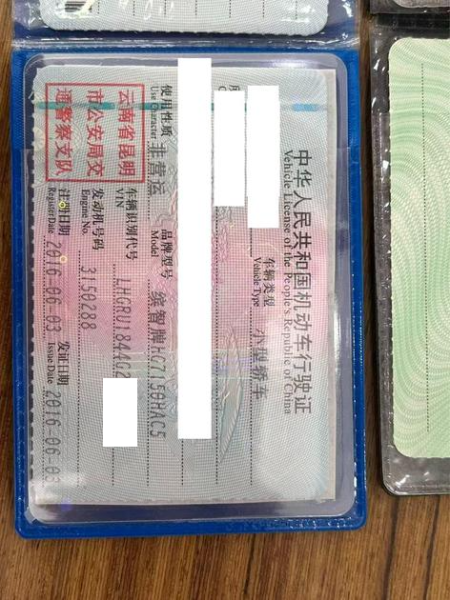 中华人民共和国机动车行驶证
Vehicle License of the People's Republic of China
车辆类型 小型轿车
Vehicle Type
使用性质 非营运
Use Character
品牌型号 缤智牌HG7150HAC5
Model
云南省昆明
市公安局交
通警察支队
车辆识别代号 LHGRU1844G2
VIN
发动机号码 3150288
Engine No.
注册日期 2016-06-03 发证日期 2016-06-03
Register Date Issue Date